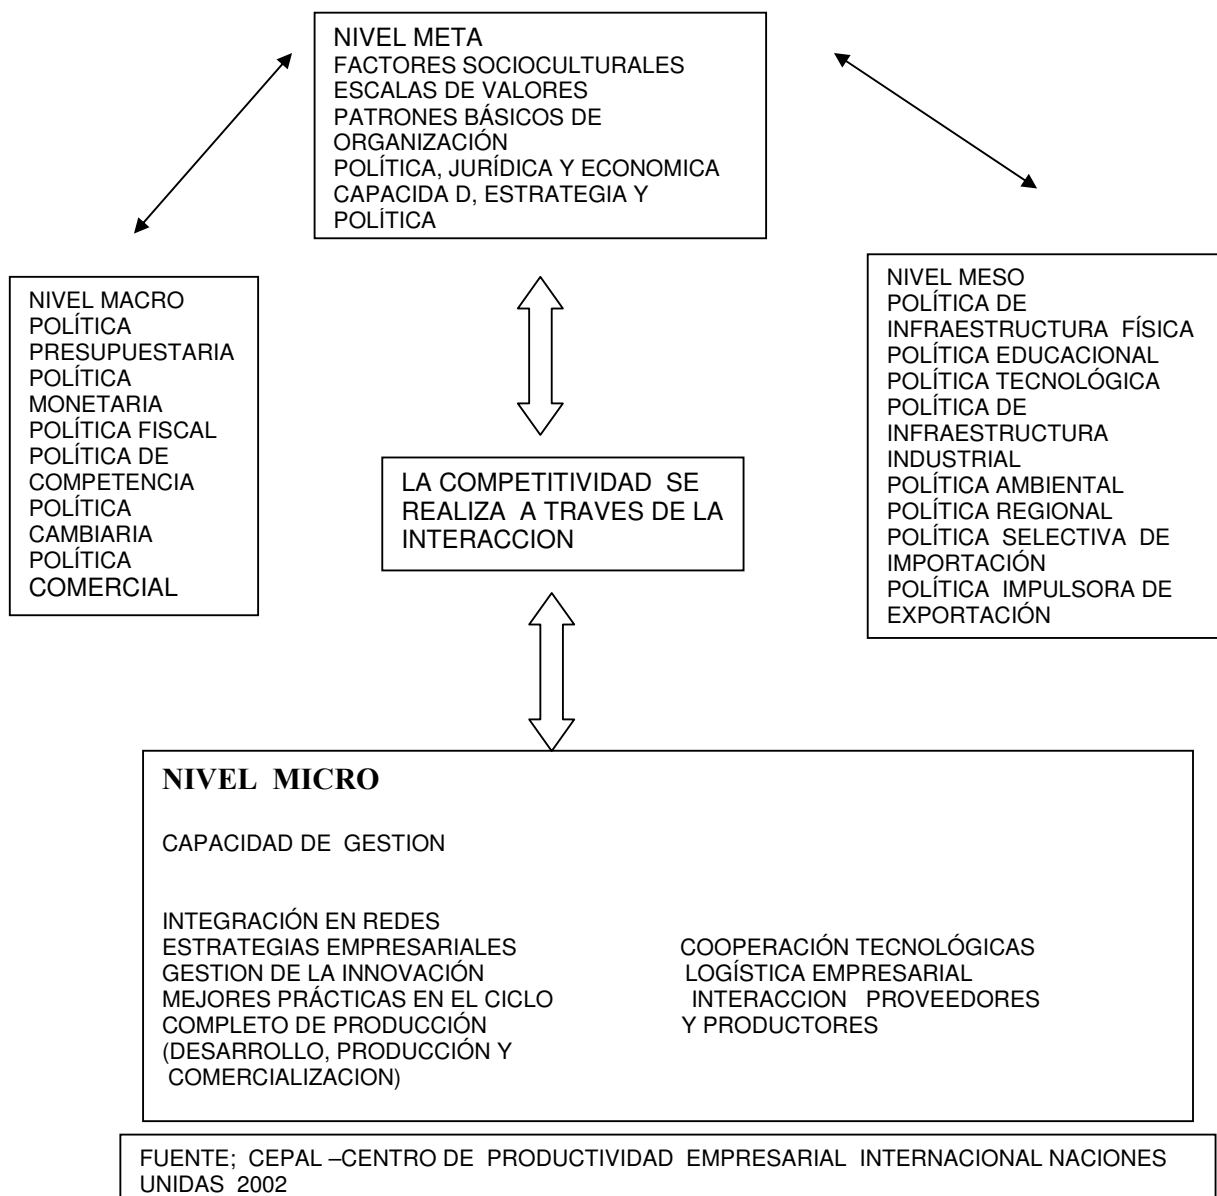 NIVEL META
FACTORES SOCIOCULTURALES
ESCALAS DE VALORES
PATRONES BÁSICOS DE
ORGANIZACIÓN
POLÍTICA, JURÍDICA Y ECONOMICA
CAPACIDA D, ESTRATEGIA Y
POLÍTICA
NIVEL MACRO
POLÍTICA
PRESUPUESTARIA
POLÍTICA
MONETARIA
POLÍTICA FISCAL
POLÍTICA DE
COMPETENCIA
POLÍTICA
CAMBIARIA
POLÍTICA
COMERCIAL
LA COMPETITIVIDAD SE
REALIZA A TRAVES DE LA
INTERACCION
NIVEL MESO
POLÍTICA DE
INFRAESTRUCTURA FÍSICA
POLÍTICA EDUCACIONAL
POLÍTICA TECNOLÓGICA
POLÍTICA DE
INFRAESTRUCTURA
INDUSTRIAL
POLÍTICA AMBIENTAL
POLÍTICA REGIONAL
POLÍTICA SELECTIVA DE
IMPORTACIÓN
POLÍTICA IMPULSORA DE
EXPORTACIÓN
NIVEL MICRO
CAPACIDAD DE GESTION
INTEGRACIÓN EN REDES
ESTRATEGIAS EMPRESARIALES
GESTION DE LA INNOVACIÓN
MEJORES PRÁCTICAS EN EL CICLO
COMPLETO DE PRODUCCIÓN
(DESARROLLO, PRODUCCIÓN Y
COMERCIALIZACION)
COOPERACIÓN TECNOLÓGICAS
LOGÍSTICA EMPRESARIAL
INTERACCION PROVEEDORES
Y PRODUCTORES
FUENTE; CEPAL –CENTRO DE PRODUCTIVIDAD EMPRESARIAL INTERNACIONAL NACIONES
UNIDAS 2002